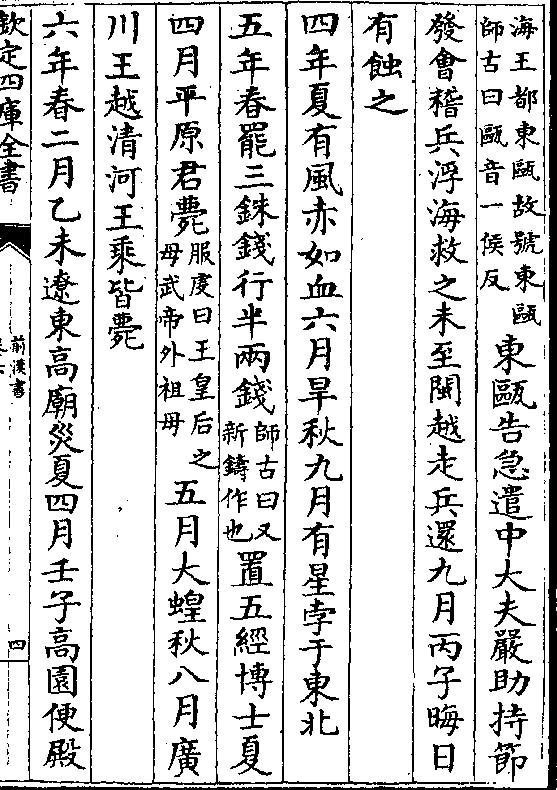 海王都東甌故號東甌
師古曰甌音一侯反
東甌告急遣中大夫嚴助持節
發會稽兵浮海救之未至閩越走兵還九月丙子晦日
有蝕之
四年夏有風赤如血六月旱秋九月有星孛于東北
五年春罷三銖錢行半兩錢
師古曰又
新鑄作也
置五經博士夏
四月平原君薨
服虔曰王皇后之
母武帝外祖母
五月大蝗秋八月廣
川王越清河王乘皆薨
六年春二月乙未遼東高廟災夏四月壬子高園便殿
欽定四庫全書
前漢書
四